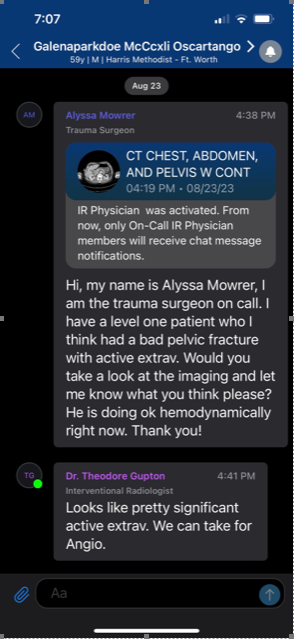 7:07
Galenaparkdoe McCcxli Oscartango
59y | M | Harris Methodist - Ft. Worth
Aug 23
AM
Alyssa Mowrer
4:38 PM
Trauma Surgeon
CT CHEST, ABDOMEN,
AND PELVIS W CONT
04:19 PM • 08/23/23
IR Physician was activated. From
now, only On-Call IR Physician
members will receive chat message
notifications.
Hi, my name is Alyssa Mowrer, I
am the trauma surgeon on call. I
have a level one patient who I
think had a bad pelvic fracture
with active extrav. Would you
take a look at the imaging and let
me know what you think please?
He is doing ok hemodynamically
right now. Thank you!
TG
Dr. Theodore Gupton
4:41 PM
Interventional Radiologist
Looks like pretty significant
active extrav. We can take for
Angio.
Aa